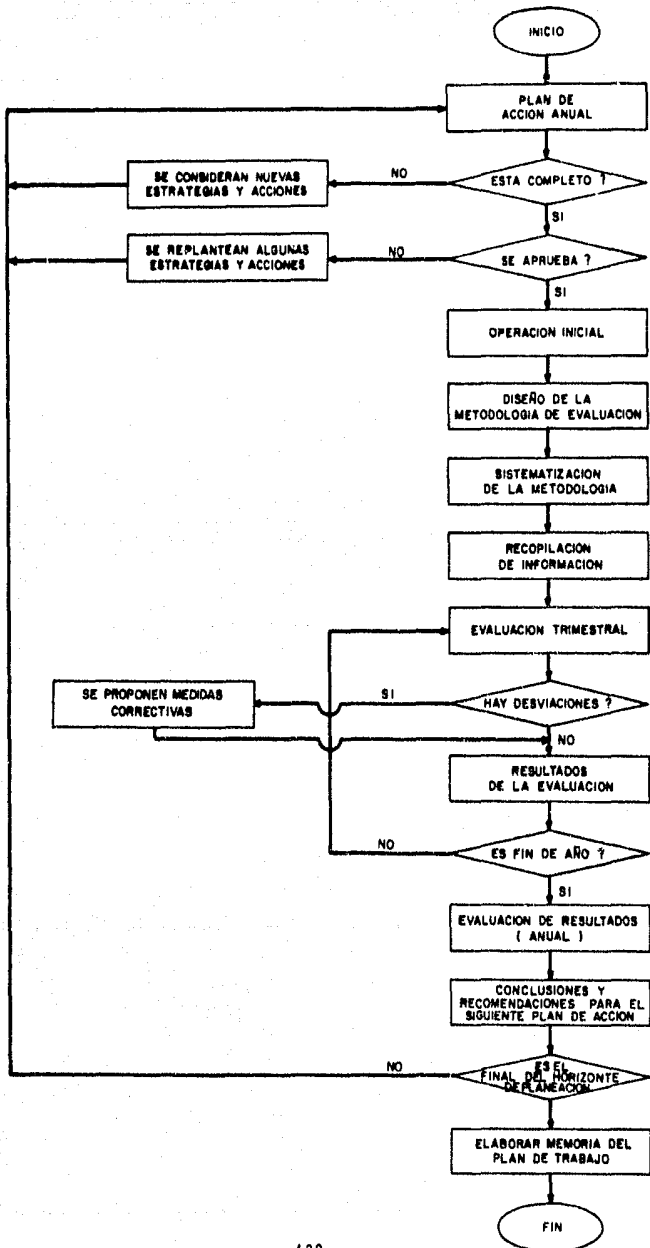 INICIO
PLAN DE
ACCION ANUAL
ESTA COMPLETO ?
NO
SE CONSIDERAN NUEVAS
ESTRATEGIAS Y ACCIONES
SI
SE APRUEBA ?
NO
SE REPLANTEAN ALGUNAS
ESTRATEGIAS Y ACCIONES
SI
OPERACION INICIAL
DISEÑO DE LA
METODOLOGIA DE EVALUACION
SISTEMATIZACION
DE LA METODOLOGIA
RECOPILACION
DE INFORMACION
EVALUACION TRIMESTRAL
HAY DESVIACIONES ?
SI
SE PROPONEN MEDIDAS
CORRECTIVAS
NO
RESULTADOS
DE LA EVALUACION
ES FIN DE AÑO ?
NO
SI
EVALUACION DE RESULTADOS
( ANUAL )
CONCLUSIONES Y
RECOMENDACIONES PARA EL
SIGUIENTE PLAN DE ACCION
ES EL
FINAL DEL HORIZONTE
DE PLANEACION
NO
ELABORAR MEMORIA DEL
PLAN DE TRABAJO
FIN